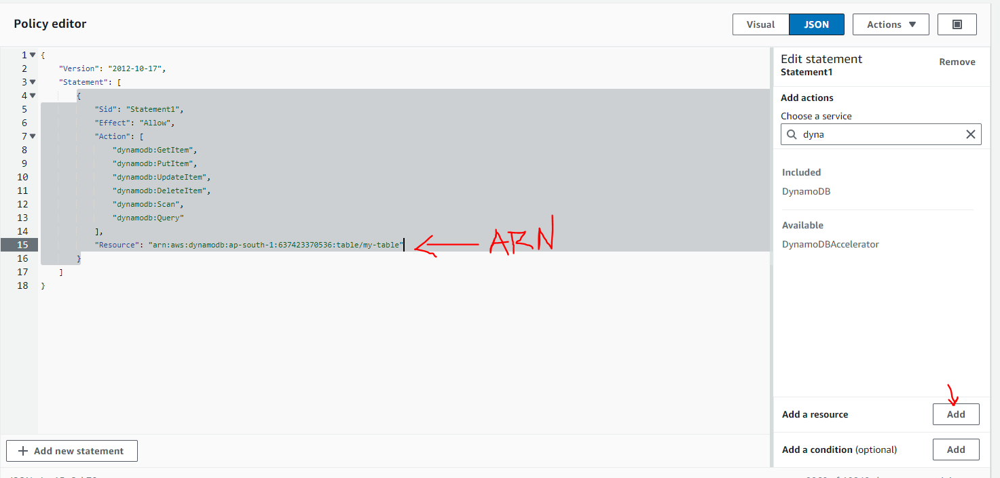 Policy editor
Visual JSON Actions
1 {
2 "Version": "2012-10-17",
3 "Statement": [
4 {
5 "Sid": "Statement1",
6 "Effect": "Allow",
7 "Action": [
8 "dynamodb:GetItem",
9 "dynamodb:PutItem",
10 "dynamodb:UpdateItem",
11 "dynamodb:DeleteItem",
12 "dynamodb:Scan",
13 "dynamodb:Query"
14 ],
15 "Resource": "arn:aws:dynamodb:ap-south-1:637423370536:table/my-table"
16 }
17 ]
18 }
ARN
+ Add new statement
Edit statement
Remove
Statement1
Add actions
Choose a service
dyna
Included
DynamoDB
Available
DynamoDBAccelerator
Add a resource Add
Add a condition (optional) Add